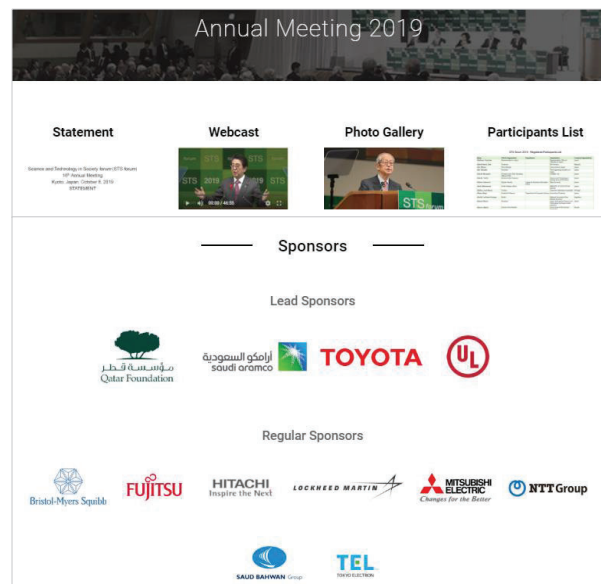 Annual Meeting 2019
Statement
Webcast
Photo Gallery
Participants List
Science and Technology in Society forum (STS forum)
16th Annual Meeting
Kyoto, Japan, October 8, 2019
STATEMENT
STS 2019
STS forum
Sponsors
Lead Sponsors
مؤسسة قطر
Qatar Foundation
أرامكو السعودية
saudi aramco
TOYOTA
UL
Regular Sponsors
Bristol-Myers Squibb
FUJITSU
HITACHI
Inspire the Next
LOCKHEED MARTIN
MITSUBISHI
ELECTRIC
Changes for the Better
NTT Group
SAUD BAHWAN Group
TEL
TOKYO ELECTRON